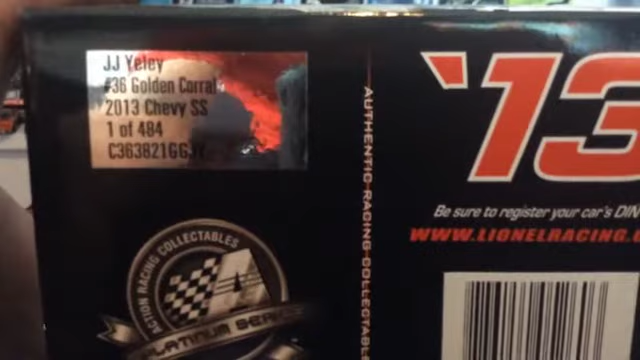 JJ Yeley
#36 Golden Corral
2013 Chevy SS
1 of 484
C363821GGJY
AUTHENTIC RACING COLLECTABLE
'13
Be sure to register your car's DIN
WWW.LIONELRACING.
ACTION RACING COLLECTABLES
PLATINUM SERIES